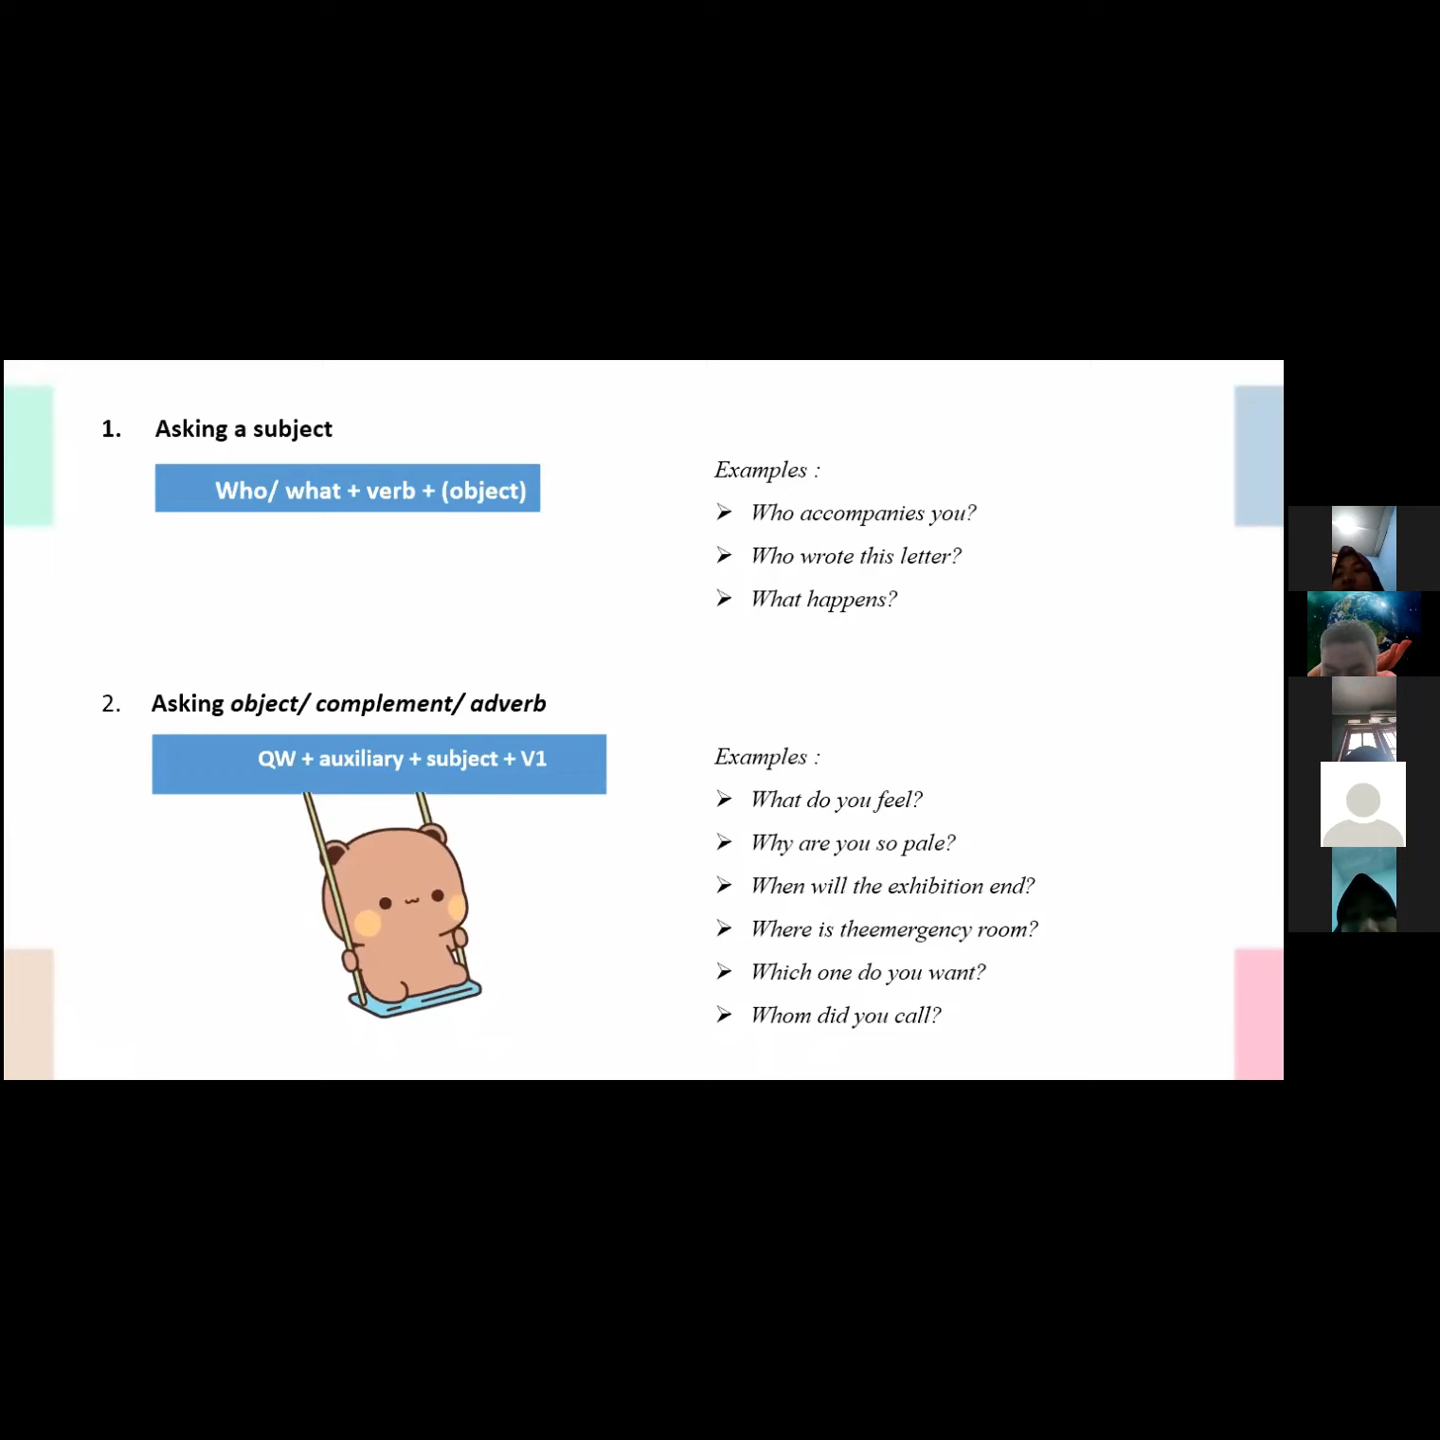 1. Asking a subject
Who/ what + verb + (object)
Examples :
➢ Who accompanies you?
➢ Who wrote this letter?
➢ What happens?
2. Asking object/ complement/ adverb
QW + auxiliary + subject + V1
Examples :
➢ What do you feel?
➢ Why are you so pale?
➢ When will the exhibition end?
➢ Where is theemergency room?
➢ Which one do you want?
➢ Whom did you call?